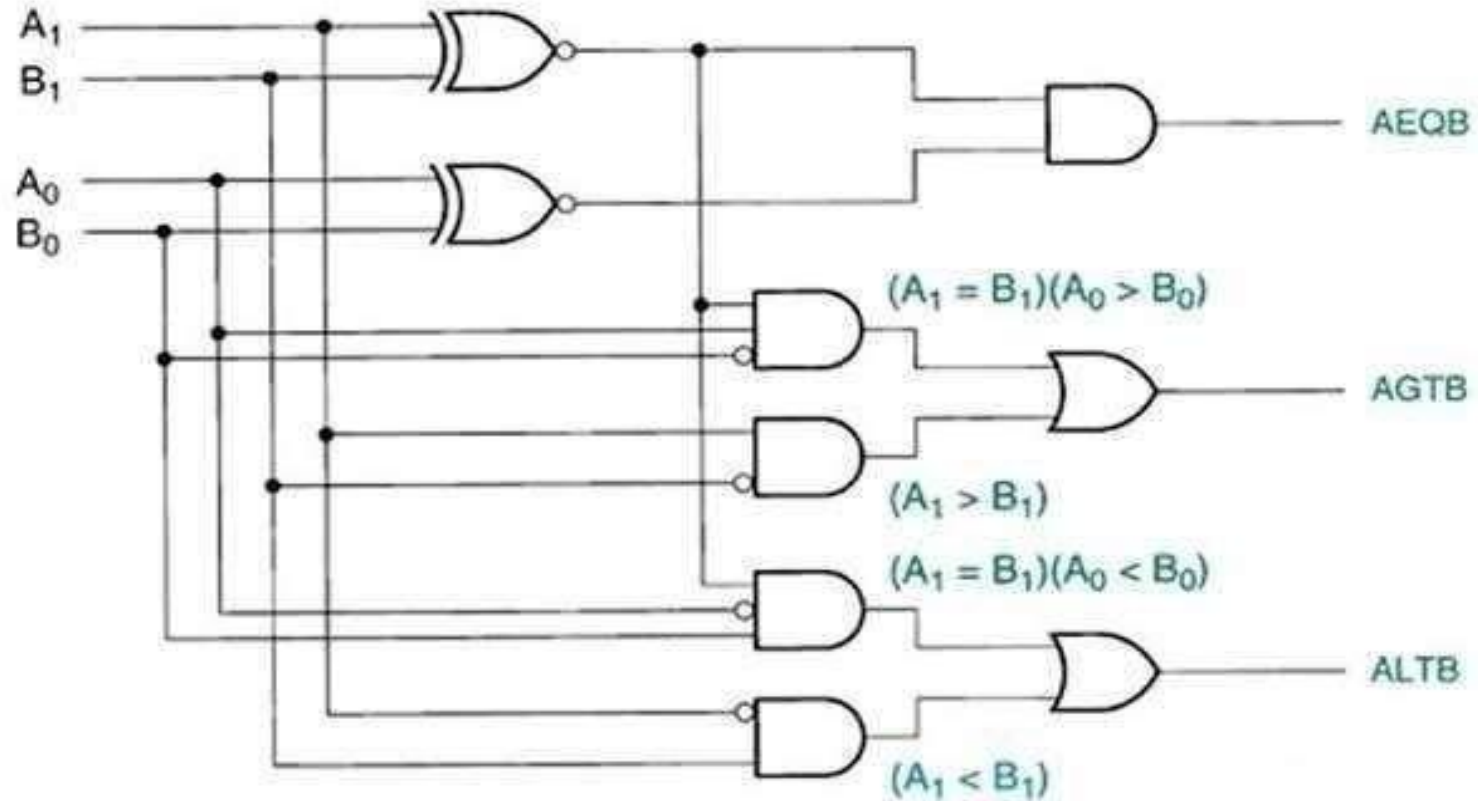 A₁
B₁
AEQB
A₀
B₀
(A₁ = B₁)(A₀ > B₀)
AGTB
(A₁ > B₁)
(A₁ = B₁)(A₀ < B₀)
ALTB
(A₁ < B₁)